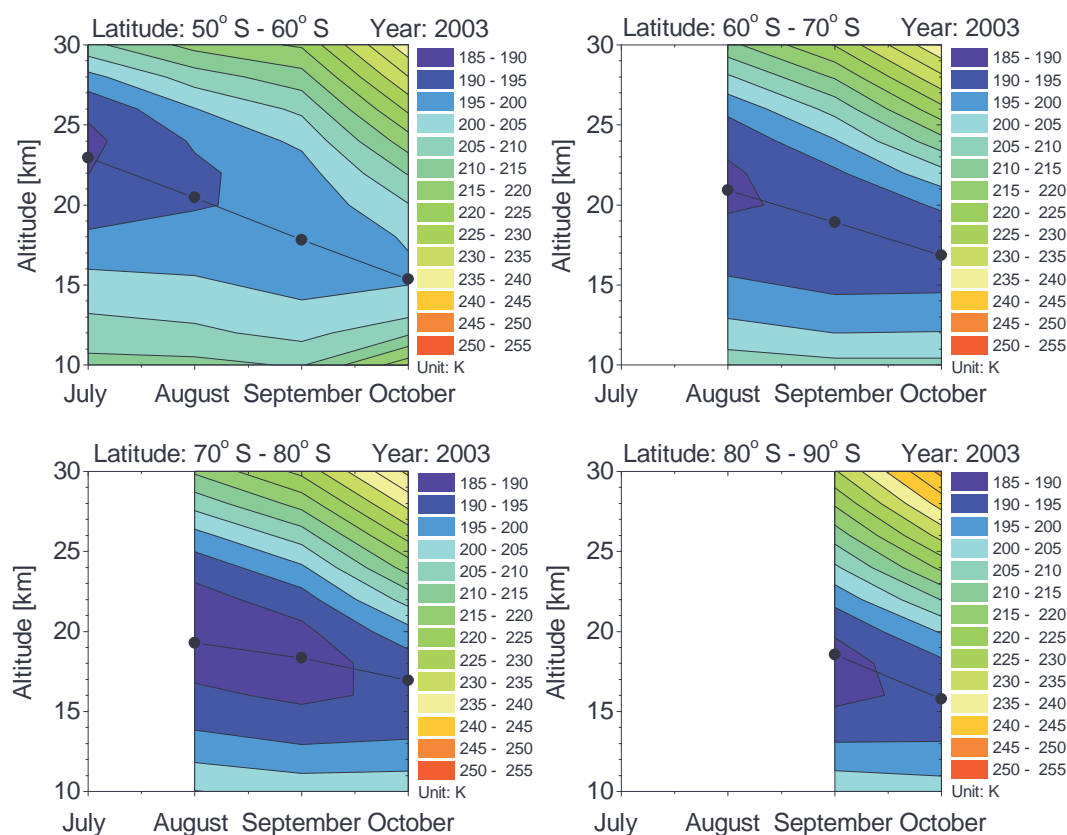 Latitude: 50° S - 60° S Year: 2003
30
25
20
15
10
Altitude [km]
185 - 190
190 - 195
195 - 200
200 - 205
205 - 210
210 - 215
215 - 220
220 - 225
225 - 230
230 - 235
235 - 240
240 - 245
245 - 250
250 - 255
Unit: K
July August September October
Latitude: 60° S - 70° S Year: 2003
30
25
20
15
10
Altitude [km]
185 - 190
190 - 195
195 - 200
200 - 205
205 - 210
210 - 215
215 - 220
220 - 225
225 - 230
230 - 235
235 - 240
240 - 245
245 - 250
250 - 255
Unit: K
July August September October
Latitude: 70° S - 80° S Year: 2003
30
25
20
15
10
Altitude [km]
185 - 190
190 - 195
195 - 200
200 - 205
205 - 210
210 - 215
215 - 220
220 - 225
225 - 230
230 - 235
235 - 240
240 - 245
245 - 250
250 - 255
Unit: K
July August September October
Latitude: 80° S - 90° S Year: 2003
30
25
20
15
10
Altitude [km]
185 - 190
190 - 195
195 - 200
200 - 205
205 - 210
210 - 215
215 - 220
220 - 225
225 - 230
230 - 235
235 - 240
240 - 245
245 - 250
250 - 255
Unit: K
July August September October